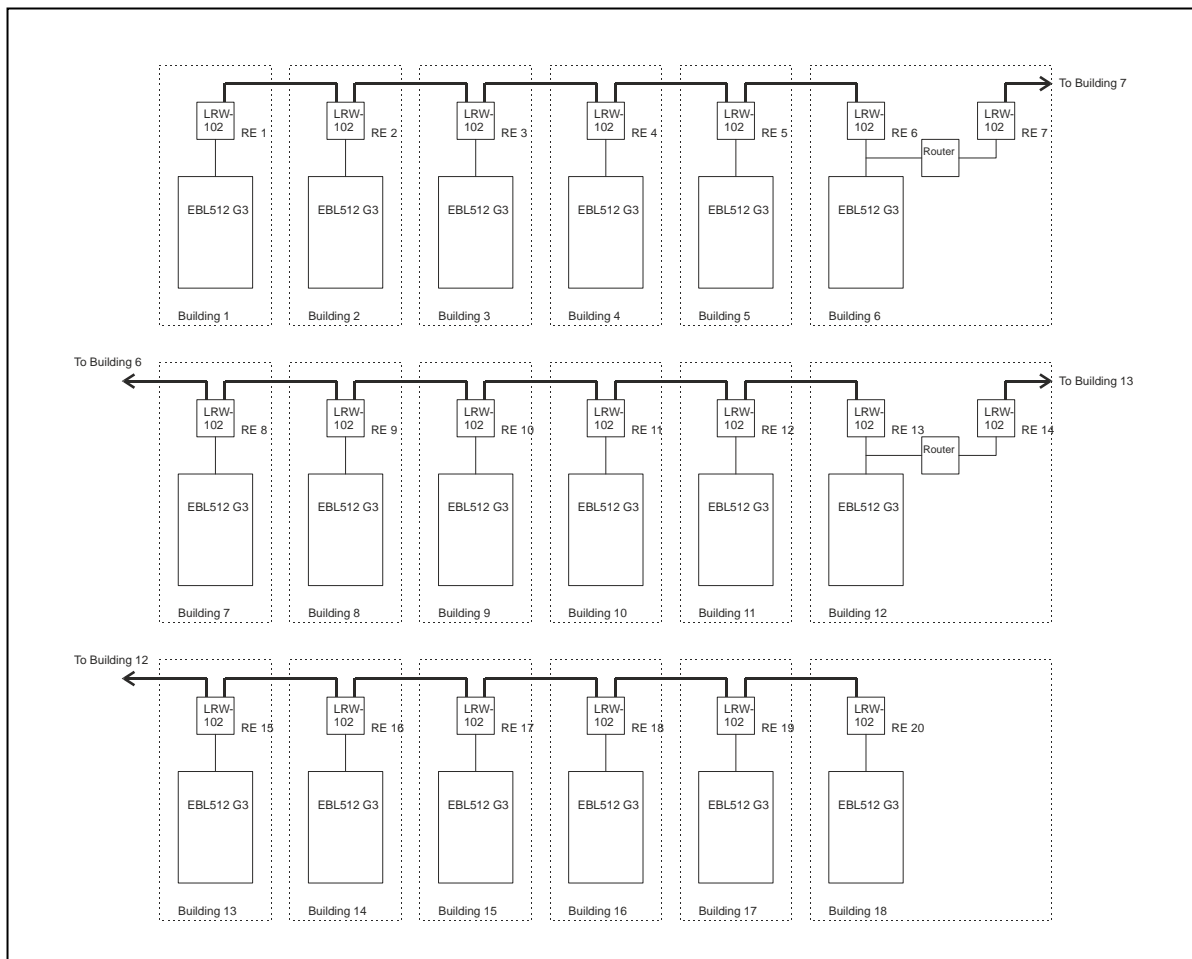 To Building 7
LRW-
102
RE 1
LRW-
102
RE 2
LRW-
102
RE 3
LRW-
102
RE 4
LRW-
102
RE 5
LRW-
102
RE 6
Router
LRW-
102
RE 7
EBL512 G3
EBL512 G3
EBL512 G3
EBL512 G3
EBL512 G3
EBL512 G3
Building 1
Building 2
Building 3
Building 4
Building 5
Building 6
To Building 6
To Building 13
LRW-
102
RE 8
LRW-
102
RE 9
LRW-
102
RE 10
LRW-
102
RE 11
LRW-
102
RE 12
LRW-
102
RE 13
Router
LRW-
102
RE 14
EBL512 G3
EBL512 G3
EBL512 G3
EBL512 G3
EBL512 G3
EBL512 G3
Building 7
Building 8
Building 9
Building 10
Building 11
Building 12
To Building 12
LRW-
102
RE 15
LRW-
102
RE 16
LRW-
102
RE 17
LRW-
102
RE 18
LRW-
102
RE 19
LRW-
102
RE 20
EBL512 G3
EBL512 G3
EBL512 G3
EBL512 G3
EBL512 G3
EBL512 G3
Building 13
Building 14
Building 15
Building 16
Building 17
Building 18